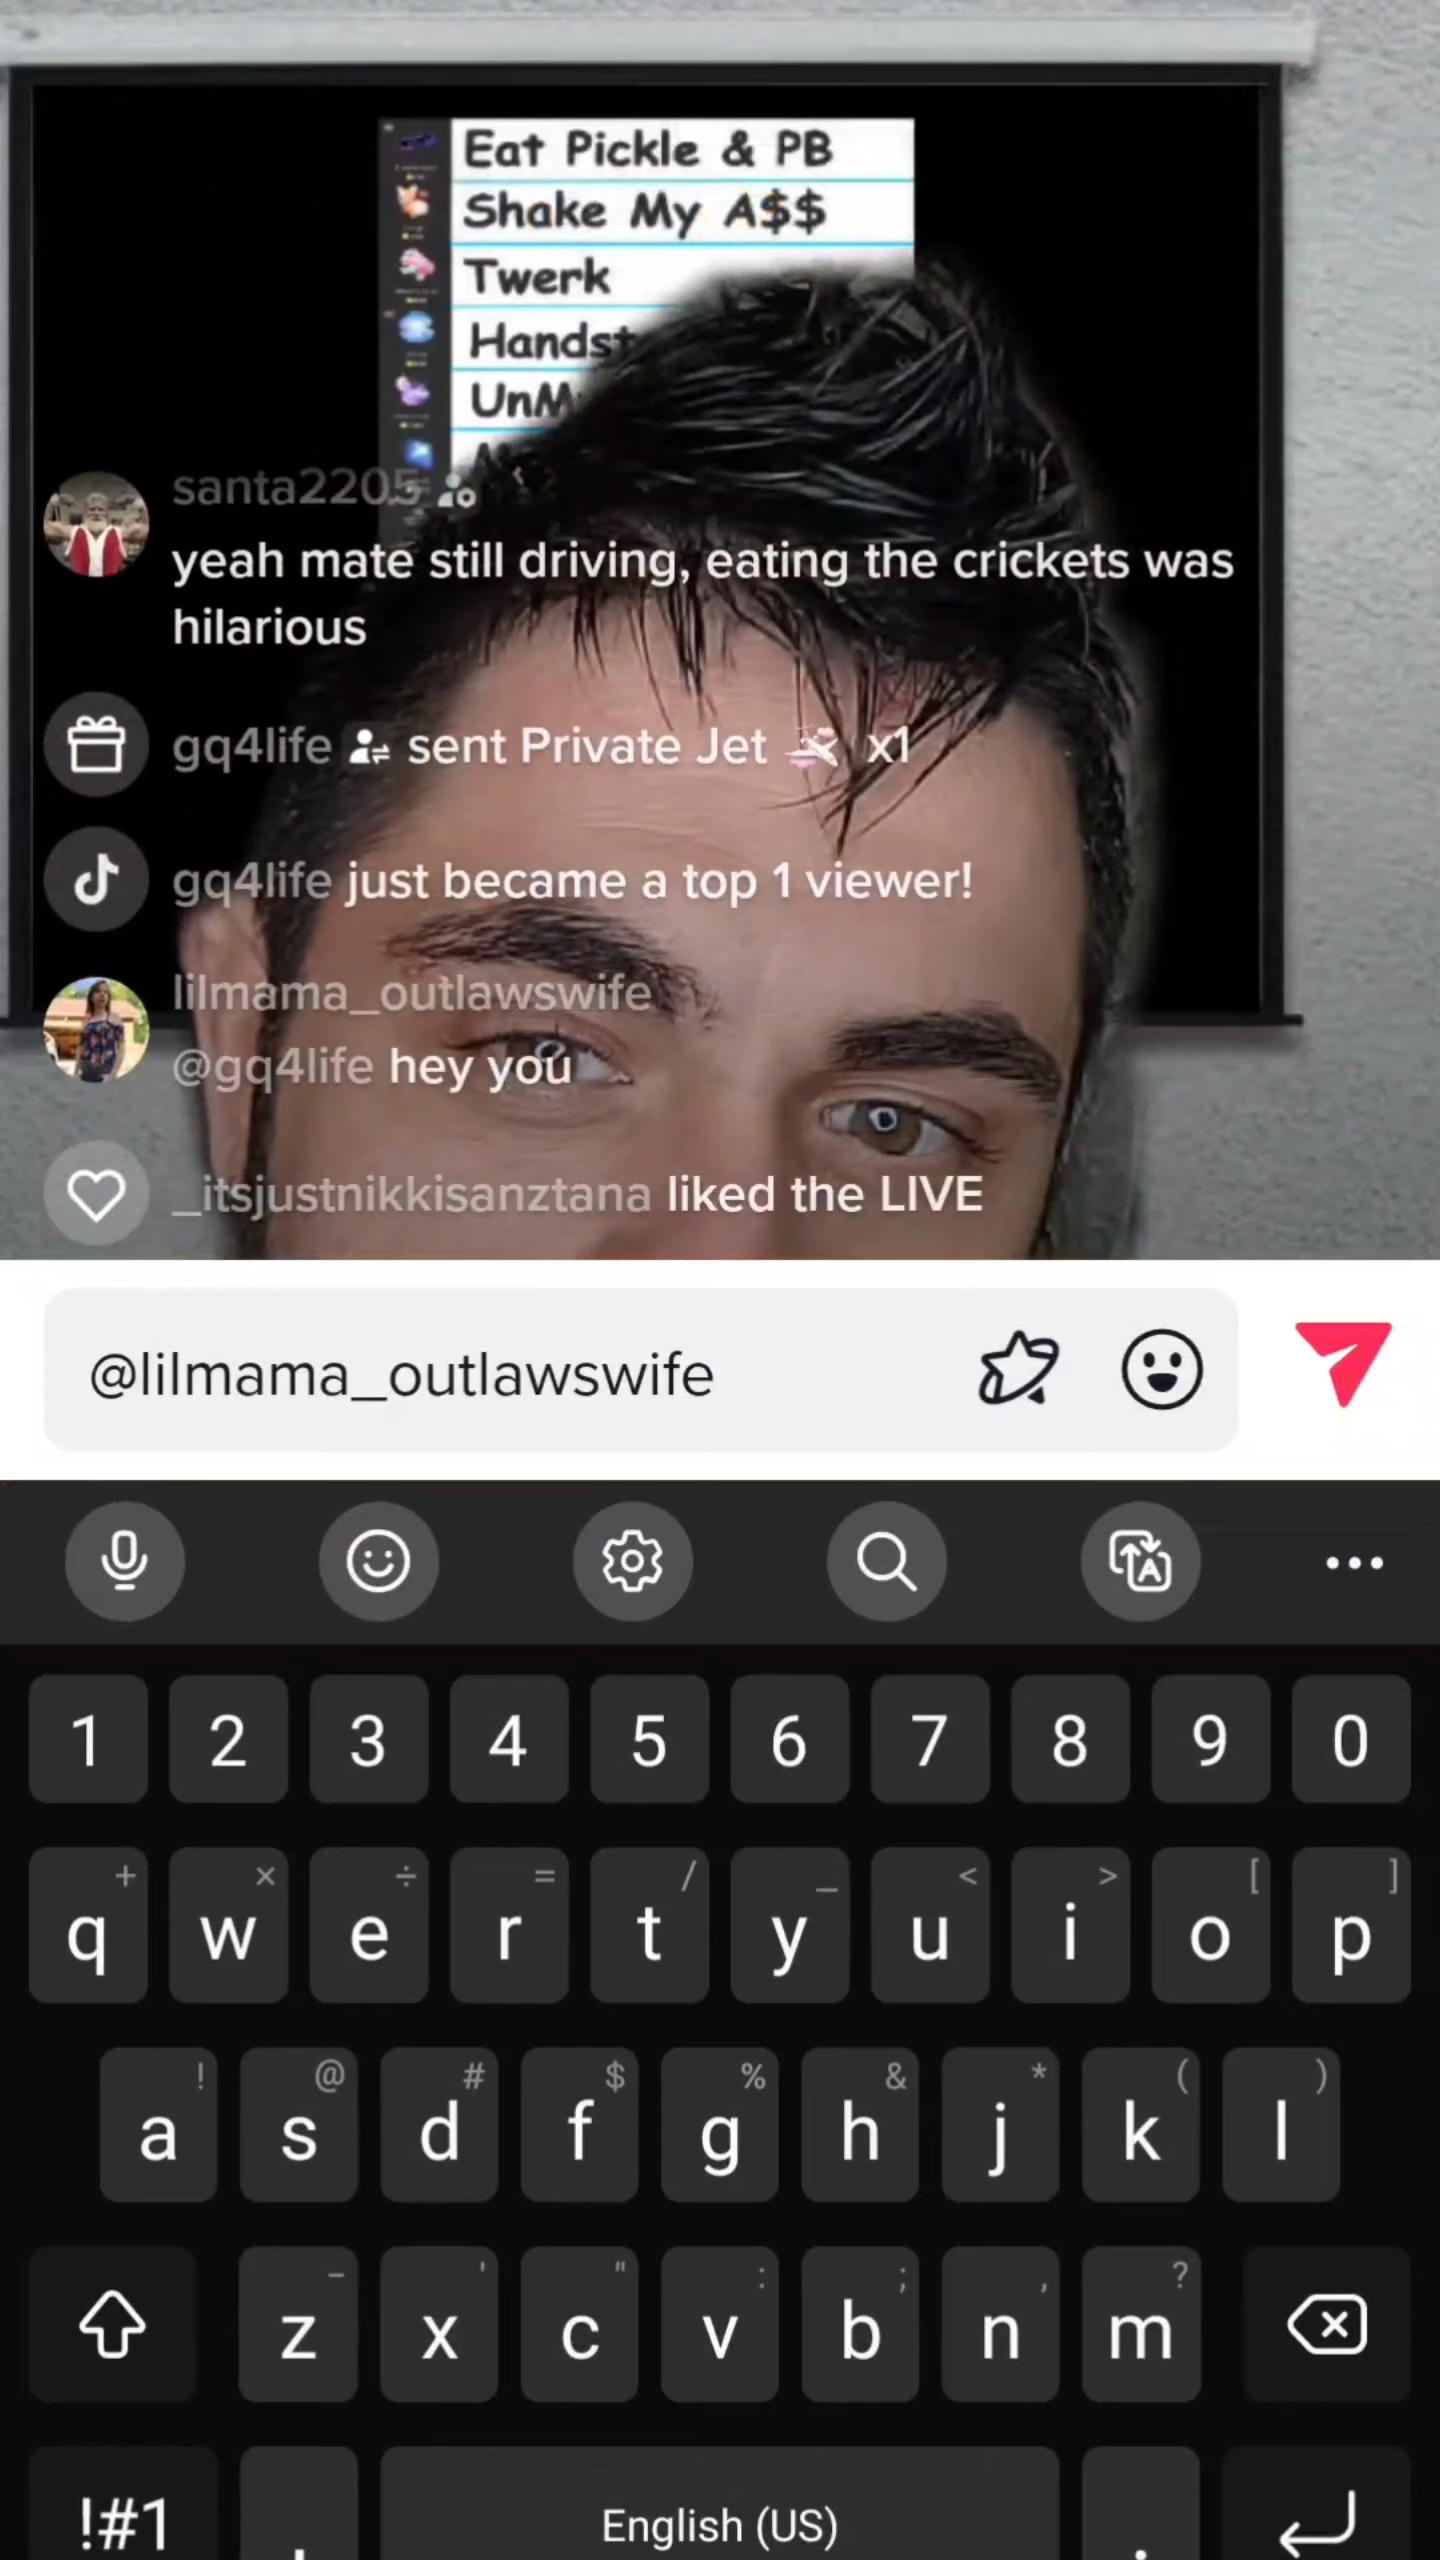 Eat Pickle & PB
Shake My A$$
Twerk
santa2205
yeah mate still driving, eating the crickets was
hilarious
gq4life sent Private Jet x1
gq4life just became a top 1 viewer!
lilmama_outlawswife
@gq4life hey you
_itsjustnikkisanztana liked the LIVE
@lilmama_outlawswife
1 2 3 4 5 6 7 8 9 0
+ × ÷ = / _ < > [ ]
q w e r t y u i o p
! @ # $ % & * ( )
a s d f g h j k l
- ' " : ; , ?
z x c v b n m
!#1 English (US)